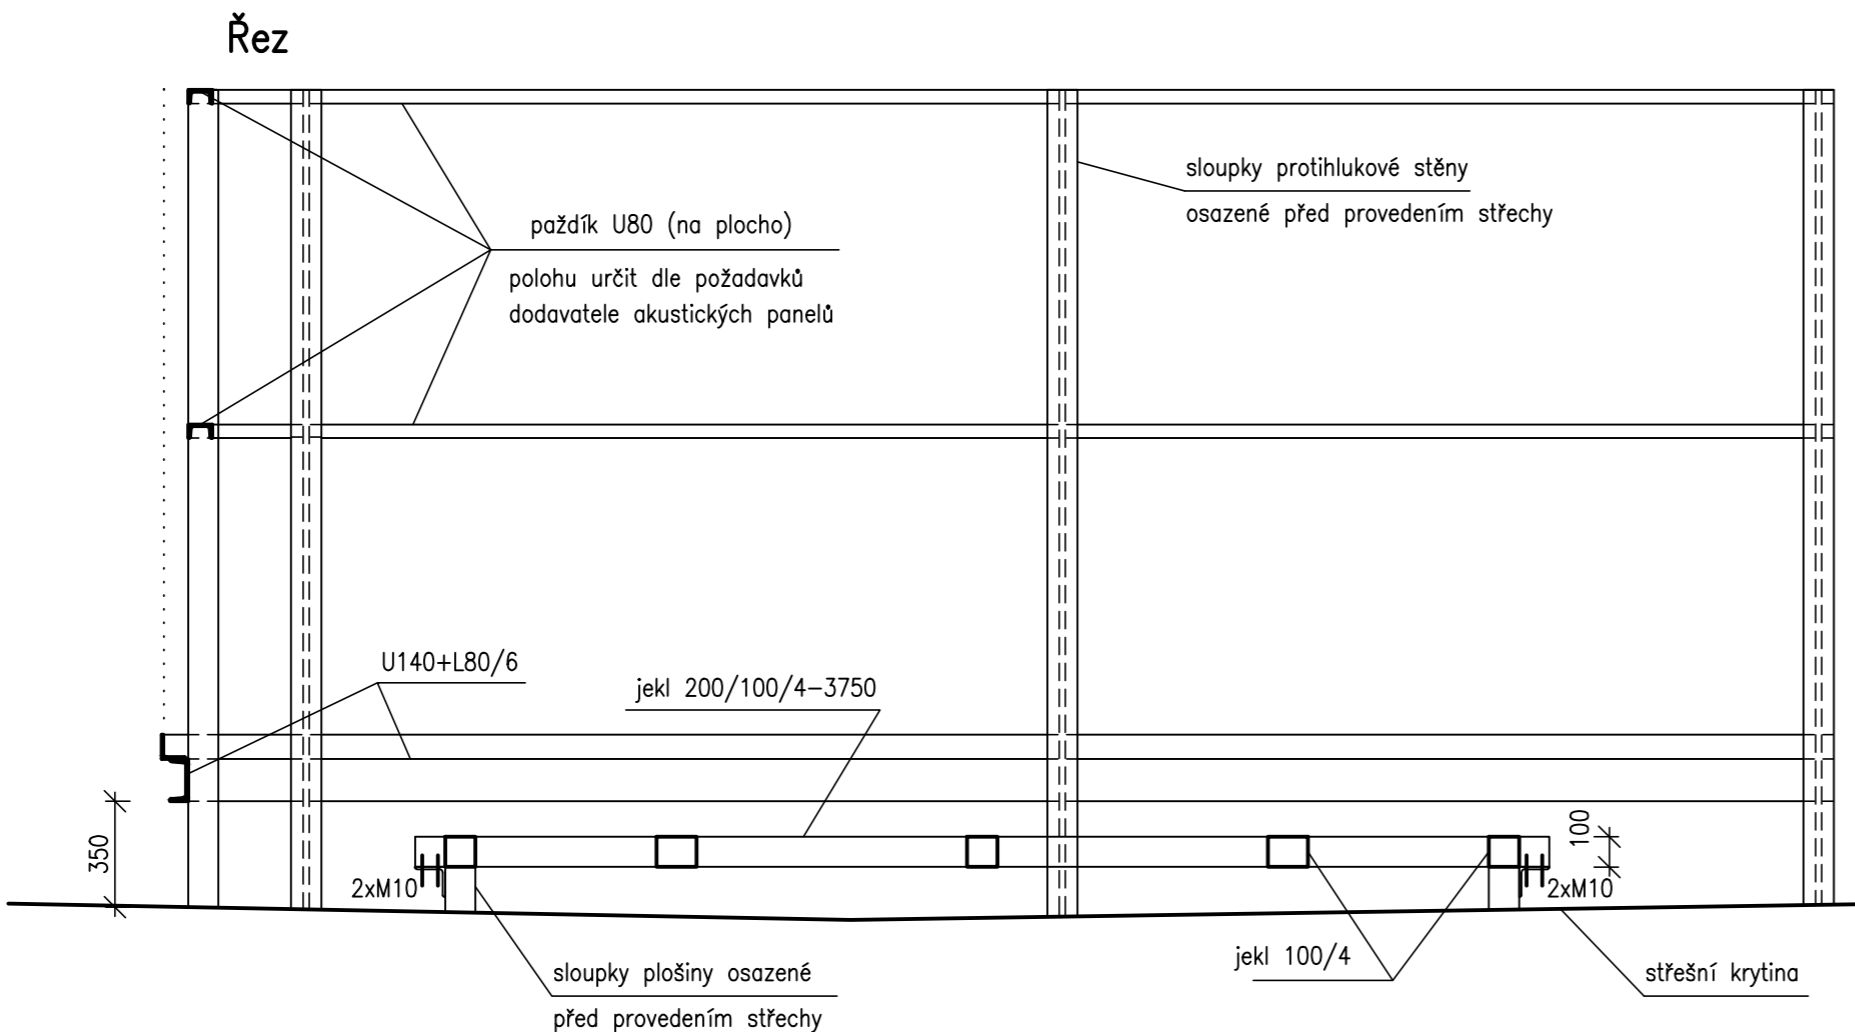 Řez
sloupky protihlukové stěny
osazené před provedením střechy
paždík U80 (na plocho)
polohu určit dle požadavků
dodavatele akustických panelů
U140+L80/6
jekl 200/100/4-3750
350
100
2xM10
2xM10
jekl 100/4
sloupky plošiny osazené
před provedením střechy
střešní krytina